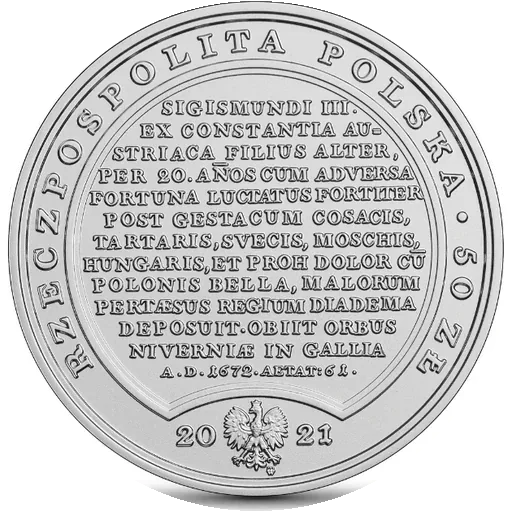 RZECZPOSPOLITA POLSKA · 50 ZŁ
SIGISMUNDI III.
EX CONSTANTIA AU=
STRIACA FILIUS ALTER,
PER 20. AÑOS CUM ADVERSA
FORTUNA LUCTATUS FORTITER
POST GESTACUM COSACIS,
TARTARIS, SVECIS, MOSCHIS,
HUNGARIS, ET PROH DOLOR CŪ
POLONIS BELLA, MALORUM
PERTÆSUS REGIUM DIADEMA
DEPOSUIT·OBIIT ORBUS
NIVERNIÆ IN GALLIA
A. D. 1672. AETAT: 61.
20 21